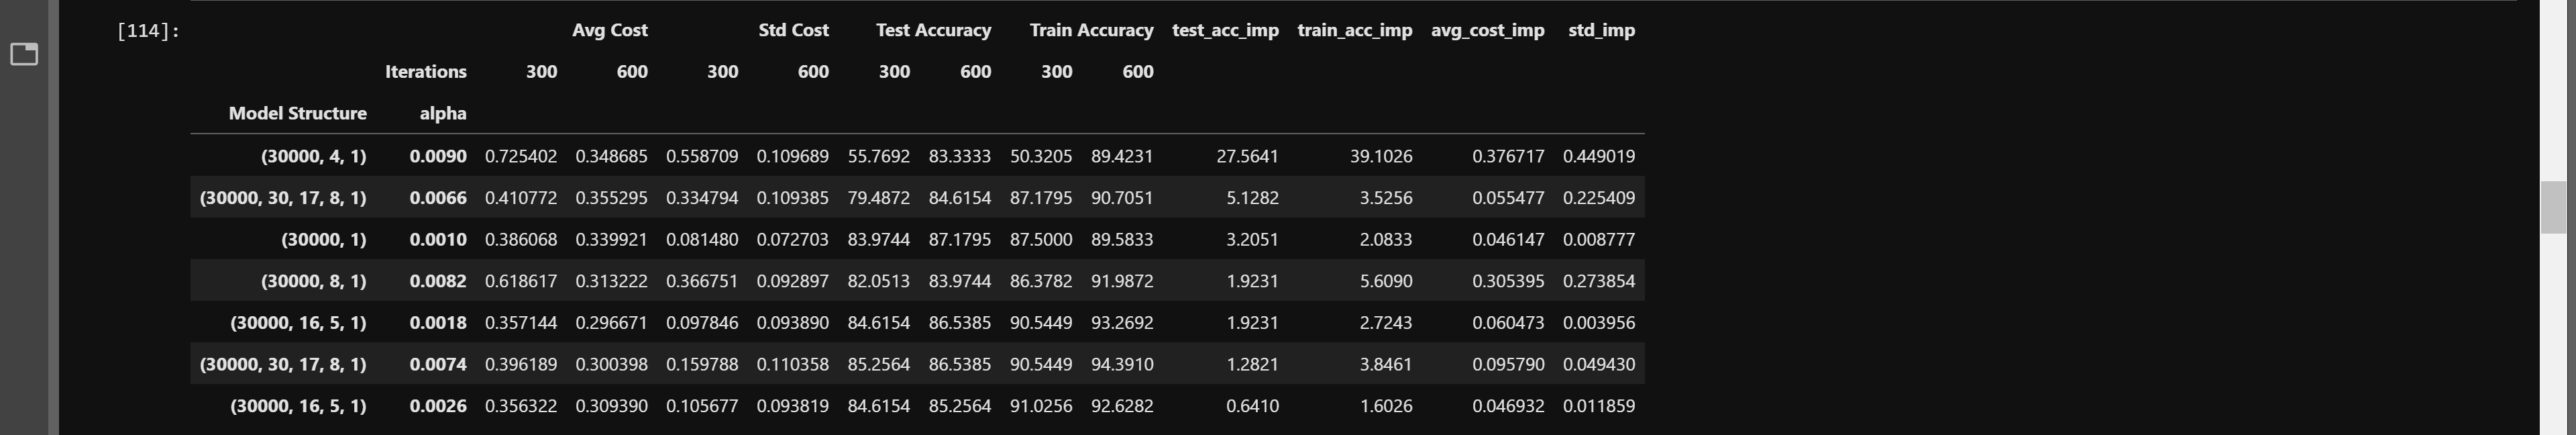 [114]:
Avg Cost Std Cost Test Accuracy Train Accuracy test_acc_imp train_acc_imp avg_cost_imp std_imp
Iterations 300 600 300 600 300 600 300 600
Model Structure alpha
(30000, 4, 1) 0.0090 0.725402 0.348685 0.558709 0.109689 55.7692 83.3333 50.3205 89.4231 27.5641 39.1026 0.376717 0.449019
(30000, 30, 17, 8, 1) 0.0066 0.410772 0.355295 0.334794 0.109385 79.4872 84.6154 87.1795 90.7051 5.1282 3.5256 0.055477 0.225409
(30000, 1) 0.0010 0.386068 0.339921 0.081480 0.072703 83.9744 87.1795 87.5000 89.5833 3.2051 2.0833 0.046147 0.008777
(30000, 8, 1) 0.0082 0.618617 0.313222 0.366751 0.092897 82.0513 83.9744 86.3782 91.9872 1.9231 5.6090 0.305395 0.273854
(30000, 16, 5, 1) 0.0018 0.357144 0.296671 0.097846 0.093890 84.6154 86.5385 90.5449 93.2692 1.9231 2.7243 0.060473 0.003956
(30000, 30, 17, 8, 1) 0.0074 0.396189 0.300398 0.159788 0.110358 85.2564 86.5385 90.5449 94.3910 1.2821 3.8461 0.095790 0.049430
(30000, 16, 5, 1) 0.0026 0.356322 0.309390 0.105677 0.093819 84.6154 85.2564 91.0256 92.6282 0.6410 1.6026 0.046932 0.011859